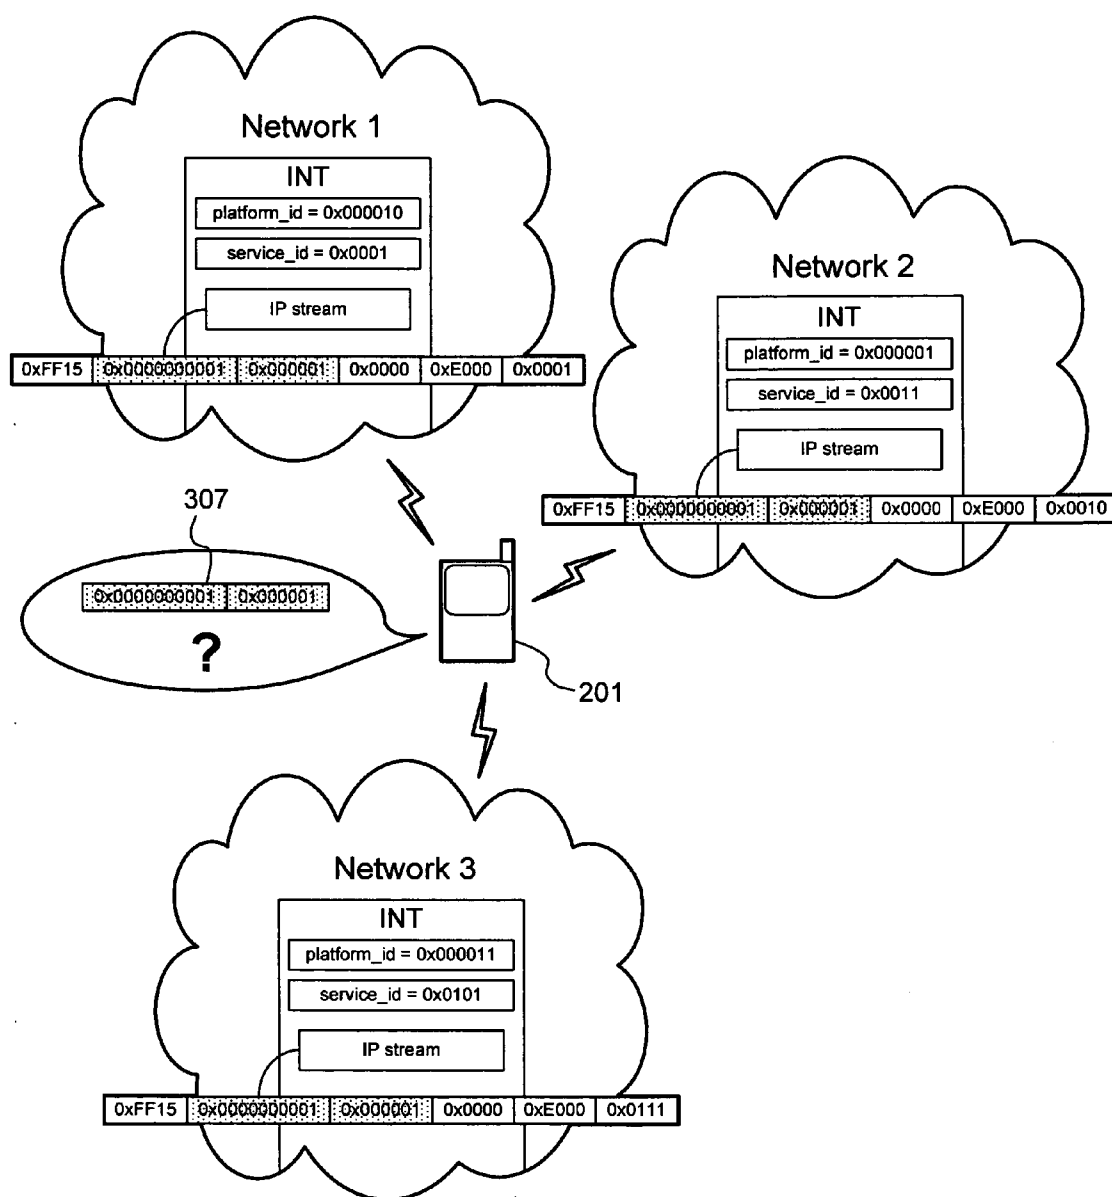 Network 1
INT
platform_id = 0x000010
service_id = 0x0001
IP stream
0xFF15 0x0000000001 0x000001 0x0000 0xE000 0x0001
Network 2
INT
platform_id = 0x000001
service_id = 0x0011
IP stream
0xFF15 0x0000000001 0x000001 0x0000 0xE000 0x0010
307
0x0000000001 0x000001
?
201
Network 3
INT
platform_id = 0x000011
service_id = 0x0101
IP stream
0xFF15 0x0000000001 0x000001 0x0000 0xE000 0x0111